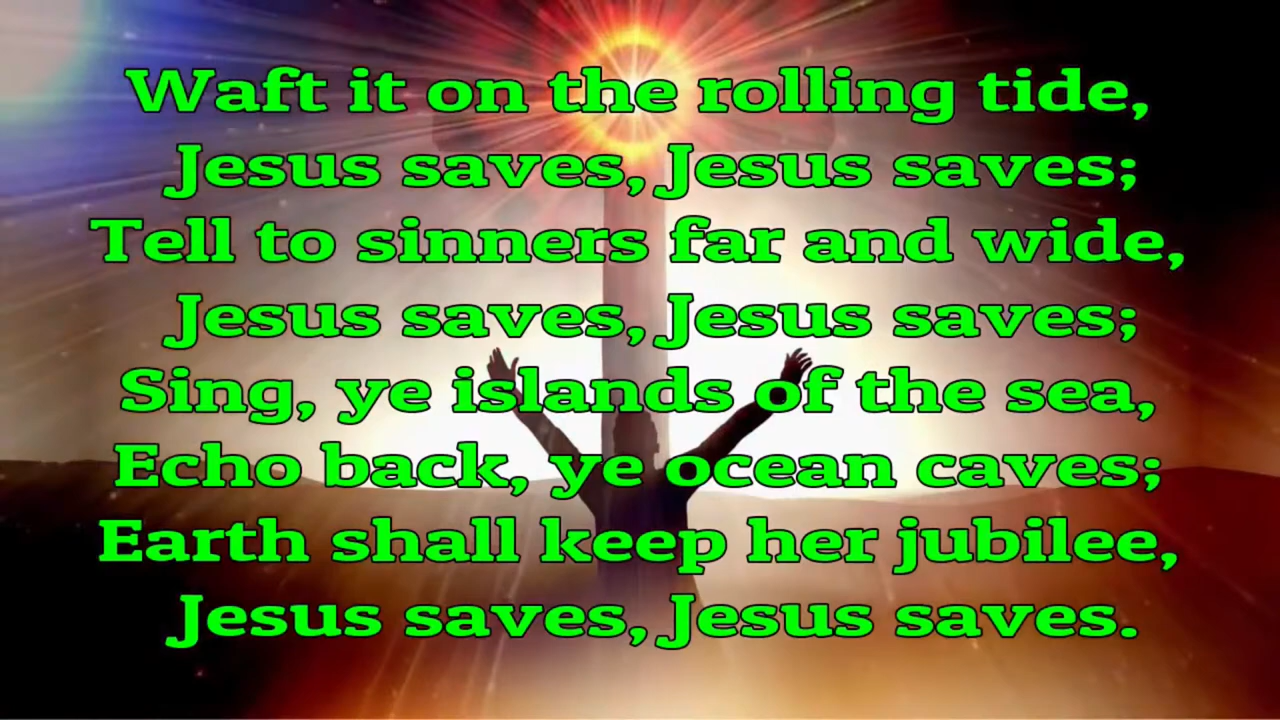 Waft it on the rolling tide,
Jesus saves, Jesus saves;
Tell to sinners far and wide,
Jesus saves, Jesus saves;
Sing, ye islands of the sea,
Echo back, ye ocean caves;
Earth shall keep her jubilee,
Jesus saves, Jesus saves.